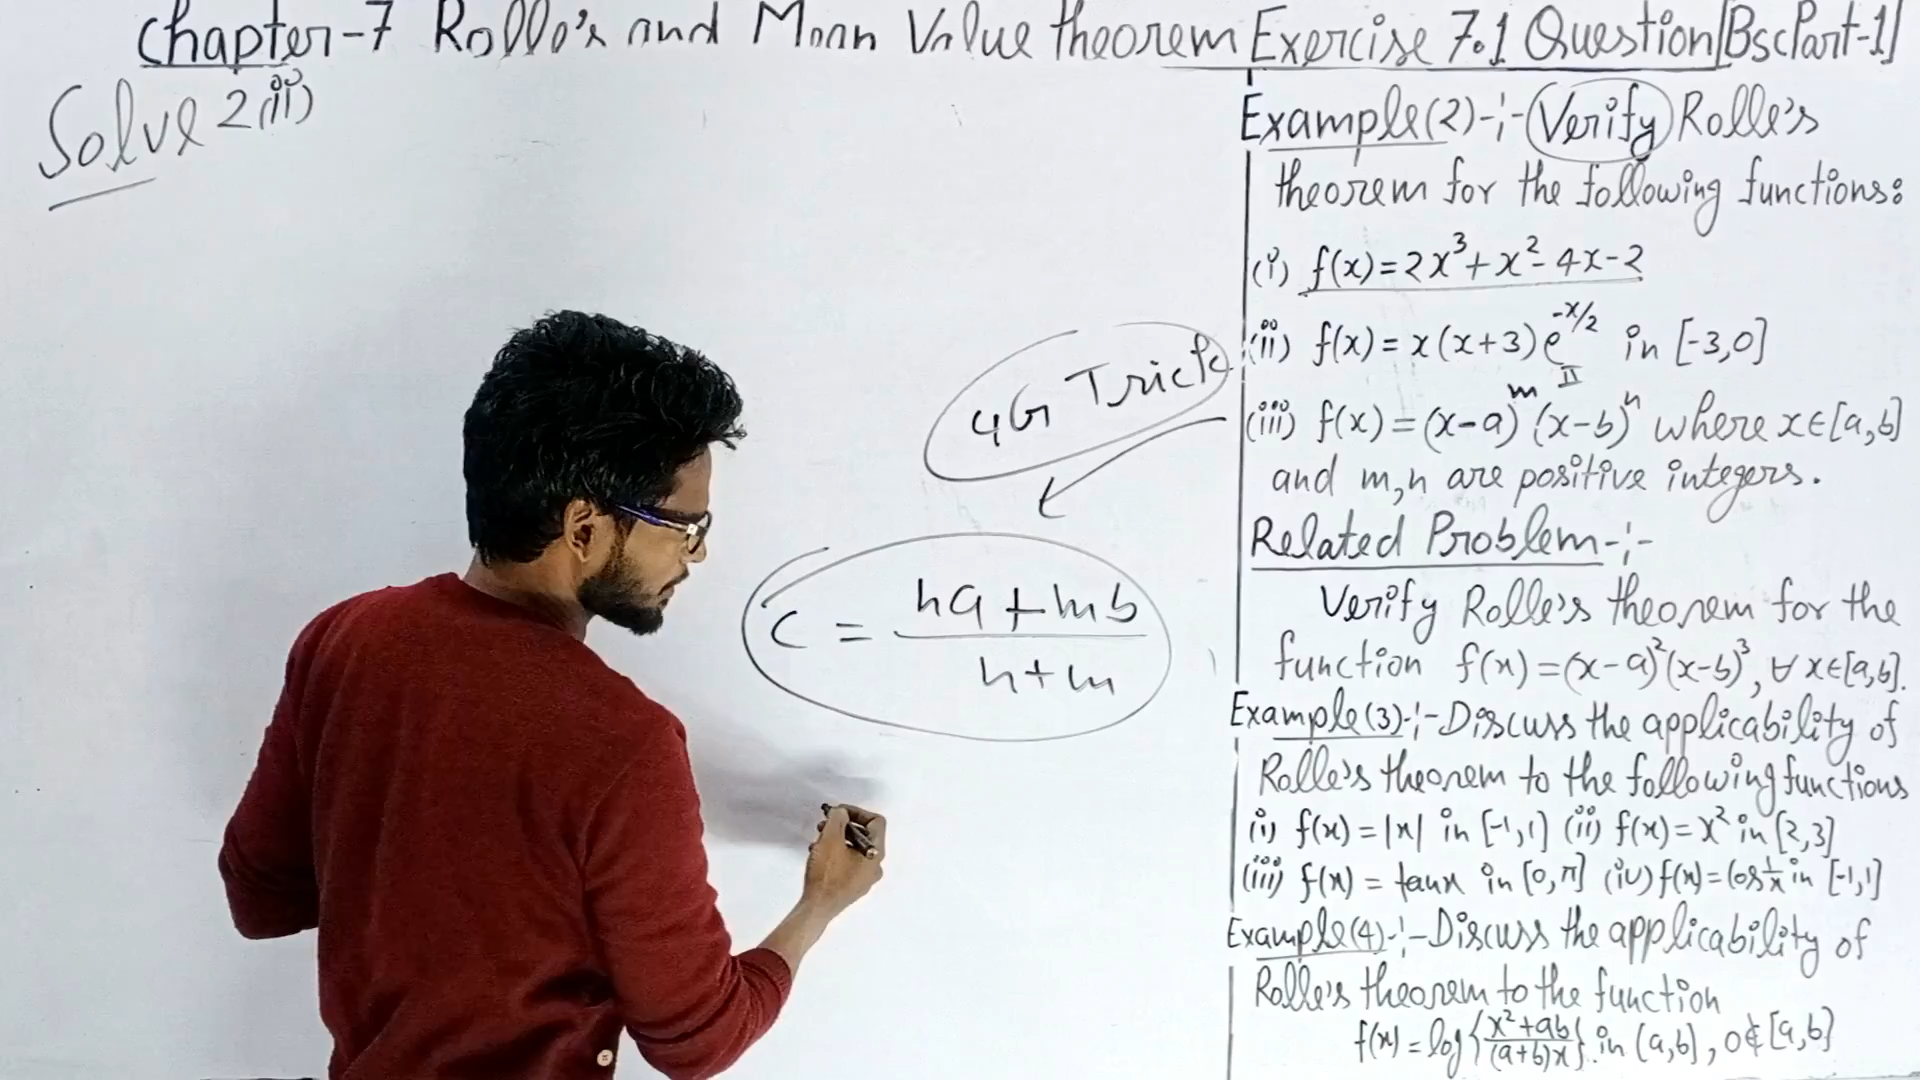 Chapter-7 Rolle's and Mean Value theorem Exercise 7.1 Question [Bsc Part-1]
Solve 2(ii)
4G Trick
c = (na + mb)/(n + m)
Example(2)-:- Verify Rolle's
theorem for the following functions:
(i) f(x) = 2x³ + x² - 4x - 2
(ii) f(x) = x(x+3)e^(-x/2) in [-3,0]
II
(iii) f(x) = (x-a)^m (x-b)^n where x∈[a,b]
and m,n are positive integers.
Related Problem-:-
Verify Rolle's theorem for the
function f(x) = (x-a)²(x-b)³, ∀ x∈[a,b].
Example(3)-:- Discuss the applicability of
Rolle's theorem to the following functions
(i) f(x) = |x| in [-1,1] (ii) f(x) = x² in [2,3]
(iii) f(x) = tanx in [0,π] (iv) f(x) = Cos 1/x in [-1,1]
Example(4)-:- Discuss the applicability of
Rolle's theorem to the function
f(x) = log{(x²+ab)/((a+b)x)} in (a,b], 0∉[a,b]